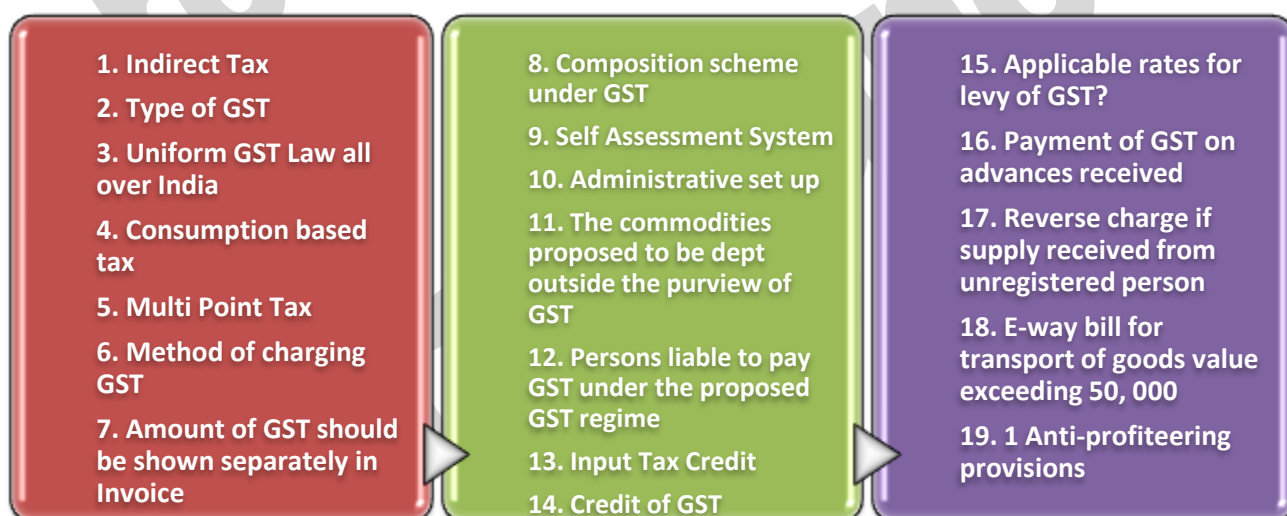 1. Indirect Tax
2. Type of GST
3. Uniform GST Law all
over India
4. Consumption based
tax
5. Multi Point Tax
6. Method of charging
GST
7. Amount of GST should
be shown separately in
Invoice
8. Composition scheme
under GST
9. Self Assessment System
10. Administrative set up
11. The commodities
proposed to be dept
outside the purview of
GST
12. Persons liable to pay
GST under the proposed
GST regime
13. Input Tax Credit
14. Credit of GST
15. Applicable rates for
levy of GST?
16. Payment of GST on
advances received
17. Reverse charge if
supply received from
unregistered person
18. E-way bill for
transport of goods value
exceeding 50, 000
19. 1 Anti-profiteering
provisions